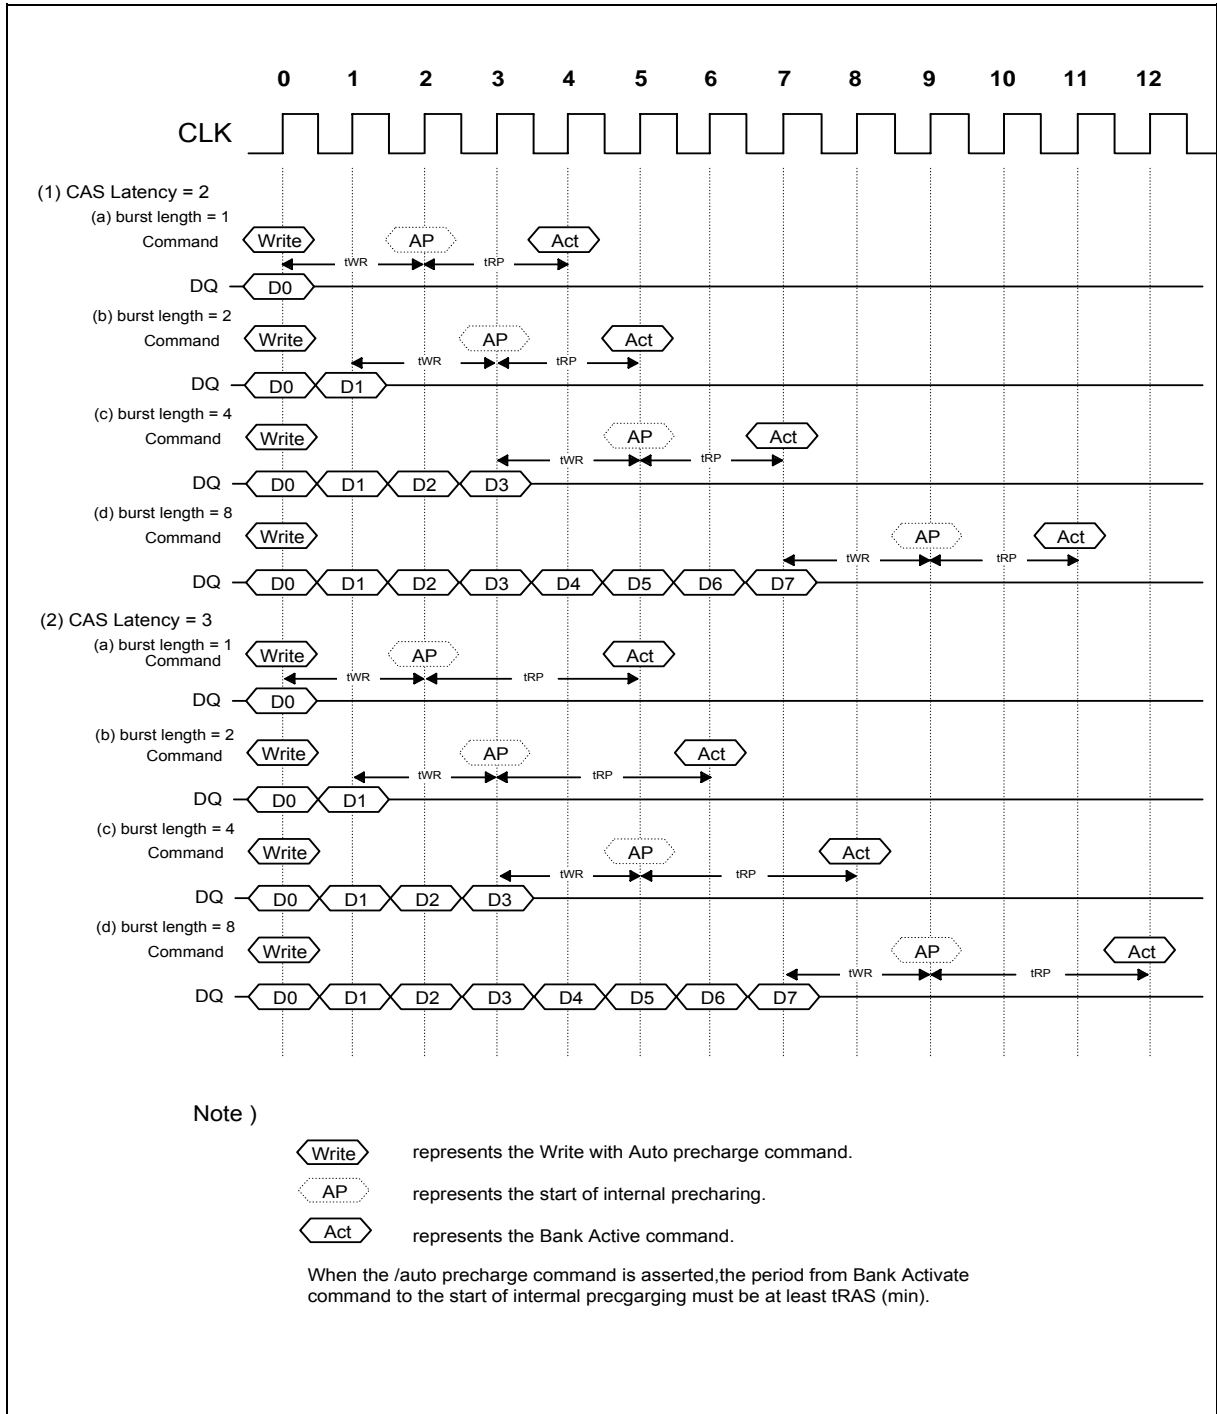 0 1 2 3 4 5 6 7 8 9 10 11 12
CLK
(1) CAS Latency = 2
(a) burst length = 1
Command Write AP Act
tWR tRP
DQ D0
(b) burst length = 2
Command Write AP Act
tWR tRP
DQ D0 D1
(c) burst length = 4
Command Write AP Act
tWR tRP
DQ D0 D1 D2 D3
(d) burst length = 8
Command Write AP Act
tWR tRP
DQ D0 D1 D2 D3 D4 D5 D6 D7
(2) CAS Latency = 3
(a) burst length = 1
Command Write AP Act
tWR tRP
DQ D0
(b) burst length = 2
Command Write AP Act
tWR tRP
DQ D0 D1
(c) burst length = 4
Command Write AP Act
tWR tRP
DQ D0 D1 D2 D3
(d) burst length = 8
Command Write AP Act
tWR tRP
DQ D0 D1 D2 D3 D4 D5 D6 D7
Note )
Write represents the Write with Auto precharge command.
AP represents the start of internal precharing.
Act represents the Bank Active command.
When the /auto precharge command is asserted,the period from Bank Activate
command to the start of intermal precgarging must be at least tRAS (min).